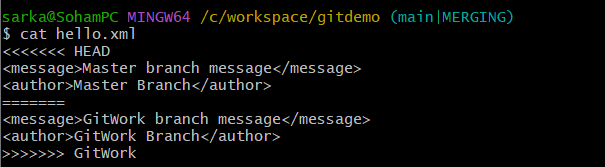 sarka@SohamPC MINGW64 /c/workspace/gitdemo (main|MERGING)
$ cat hello.xml
<<<<<<< HEAD
<message>Master branch message</message>
<author>Master Branch</author>
=======
<message>GitWork branch message</message>
<author>GitWork Branch</author>
>>>>>>> GitWork